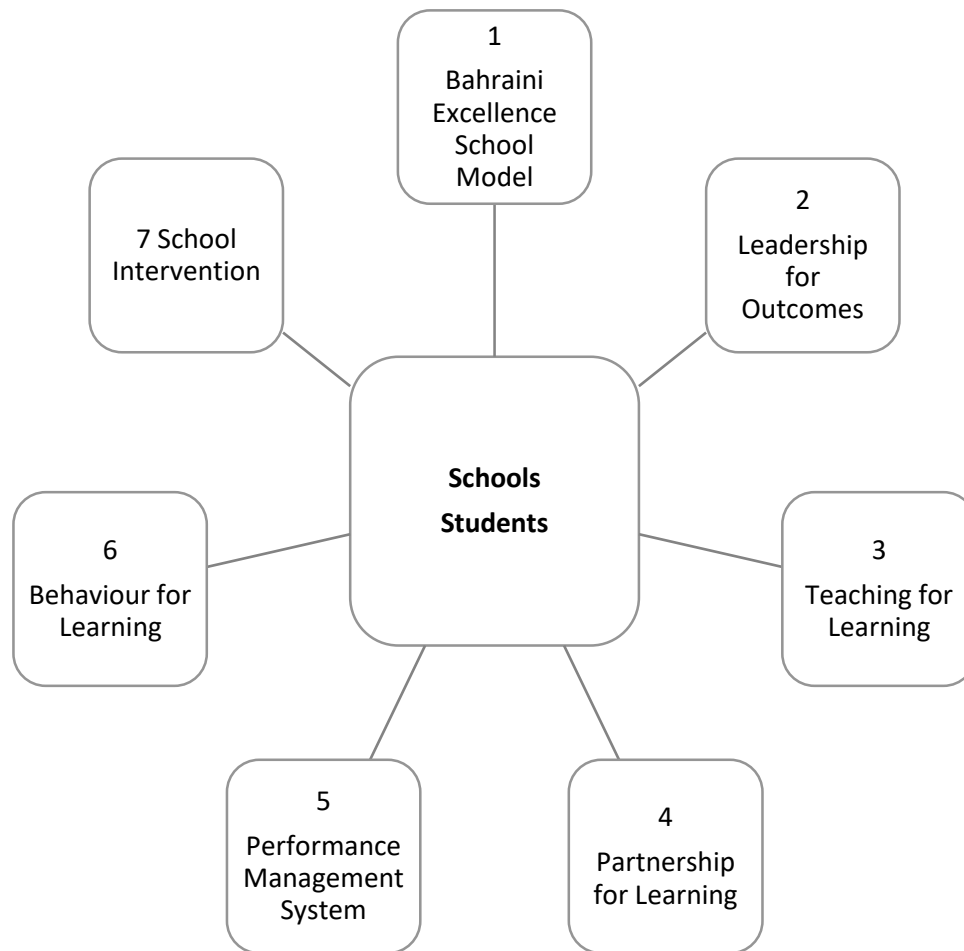 1
Bahraini
Excellence
School
Model
2
Leadership
for
Outcomes
3
Teaching for
Learning
4
Partnership
for Learning
5
Performance
Management
System
6
Behaviour for
Learning
7 School
Intervention
Schools
Students